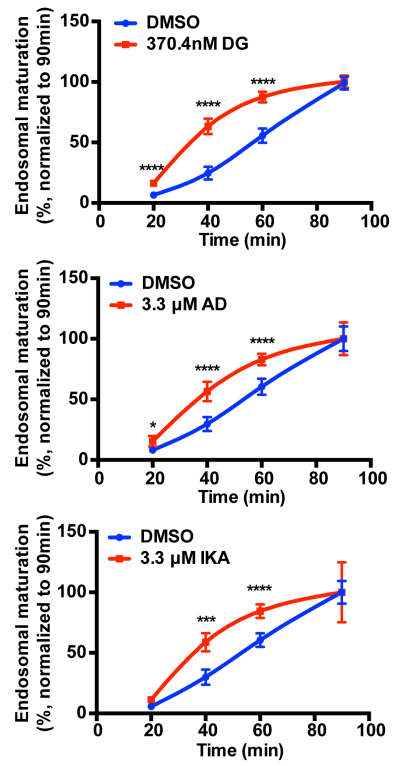 Endosomal maturation
(%, normalized to 90min)
DMSO
370.4nM DG
150
100
50
0
****
****
****
0 20 40 60 80 100
Time (min)
Endosomal maturation
(%, normalized to 90min)
DMSO
3.3 µM AD
150
100
50
0
*
****
****
0 20 40 60 80 100
Time (min)
Endosomal maturation
(%, normalized to 90min)
DMSO
3.3 µM IKA
150
100
50
0
***
****
0 20 40 60 80 100
Time (min)